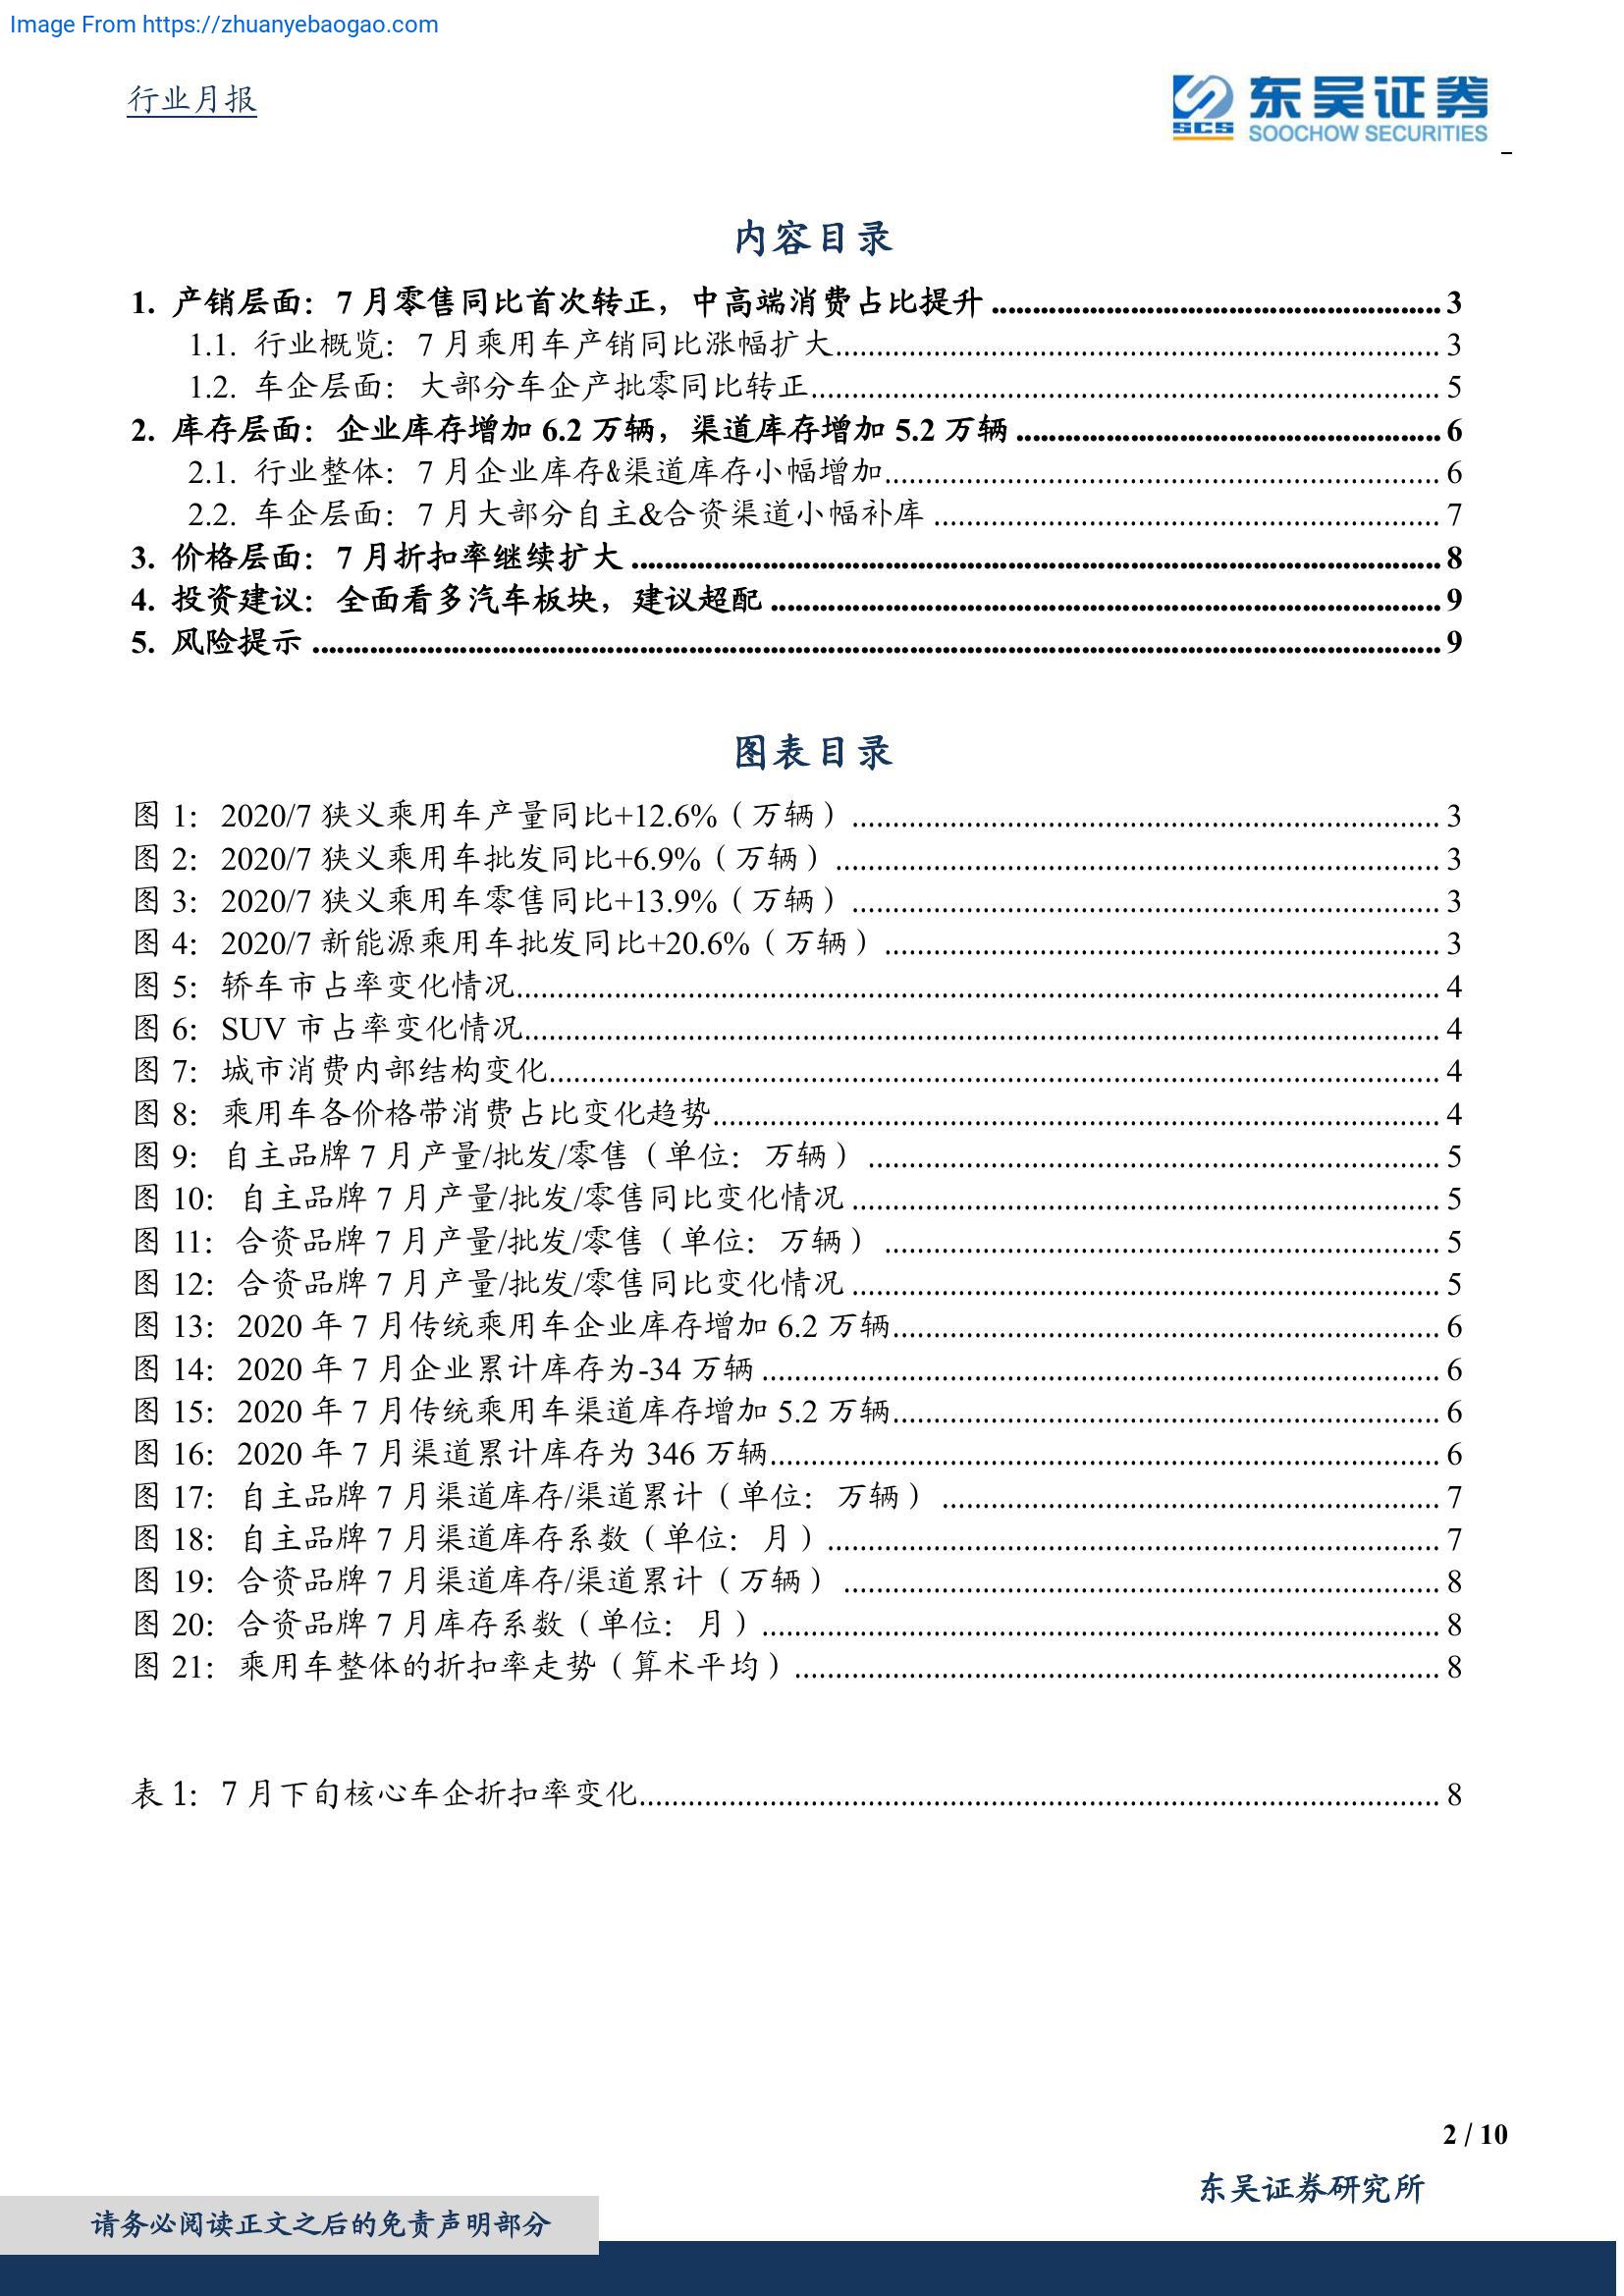 Image From https://zhuanyebaogao.com
行业月报
SCS 东吴证券
SOOCHOW SECURITIES
内容目录
1. 产销层面：7 月零售同比首次转正，中高端消费占比提升 ........ 3
1.1. 行业概览：7 月乘用车产销同比涨幅扩大........ 3
1.2. 车企层面：大部分车企产批零同比转正........ 5
2. 库存层面：企业库存增加 6.2 万辆，渠道库存增加 5.2 万辆 ........ 6
2.1. 行业整体：7 月企业库存&渠道库存小幅增加........ 6
2.2. 车企层面：7 月大部分自主&合资渠道小幅补库 ........ 7
3. 价格层面：7 月折扣率继续扩大 ........ 8
4. 投资建议：全面看多汽车板块，建议超配 ........ 9
5. 风险提示 ........ 9
图表目录
图 1：2020/7 狭义乘用车产量同比+12.6%（万辆） ........ 3
图 2：2020/7 狭义乘用车批发同比+6.9%（万辆） ........ 3
图 3：2020/7 狭义乘用车零售同比+13.9%（万辆） ........ 3
图 4：2020/7 新能源乘用车批发同比+20.6%（万辆） ........ 3
图 5：轿车市占率变化情况........ 4
图 6：SUV 市占率变化情况........ 4
图 7：城市消费内部结构变化........ 4
图 8：乘用车各价格带消费占比变化趋势........ 4
图 9：自主品牌 7 月产量/批发/零售（单位：万辆） ........ 5
图 10：自主品牌 7 月产量/批发/零售同比变化情况 ........ 5
图 11：合资品牌 7 月产量/批发/零售（单位：万辆） ........ 5
图 12：合资品牌 7 月产量/批发/零售同比变化情况 ........ 5
图 13：2020 年 7 月传统乘用车企业库存增加 6.2 万辆........ 6
图 14：2020 年 7 月企业累计库存为-34 万辆 ........ 6
图 15：2020 年 7 月传统乘用车渠道库存增加 5.2 万辆........ 6
图 16：2020 年 7 月渠道累计库存为 346 万辆........ 6
图 17：自主品牌 7 月渠道库存/渠道累计（单位：万辆） ........ 7
图 18：自主品牌 7 月渠道库存系数（单位：月）........ 7
图 19：合资品牌 7 月渠道库存/渠道累计（万辆） ........ 8
图 20：合资品牌 7 月库存系数（单位：月）........ 8
图 21：乘用车整体的折扣率走势（算术平均）........ 8
表 1：7 月下旬核心车企折扣率变化........ 8
2 / 10
东吴证券研究所
请务必阅读正文之后的免责声明部分